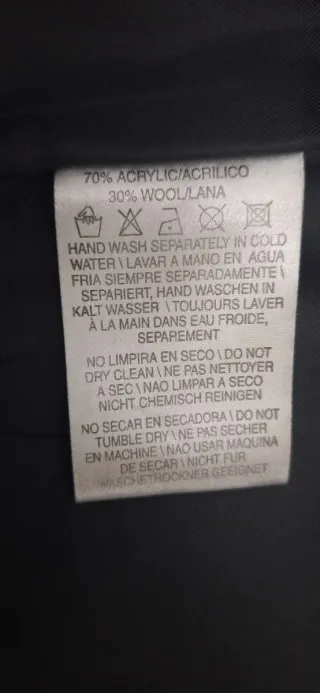 70% ACRYLIC/ACRILICO
30% WOOL/LANA
HAND WASH SEPARATELY IN COLD
WATER \ LAVAR A MANO EN AGUA
FRIA SIEMPRE SEPARADAMENTE \
SEPARIERT, HAND WASCHEN IN
KALT WASSER \ TOUJOURS LAVER
À LA MAIN DANS EAU FROIDE,
SEPAREMENT
NO LIMPIRA EN SECO \ DO NOT
DRY CLEAN \ NE PAS NETTOYER
A SEC \ NAO LIMPAR A SECO
NICHT CHEMISCH REINIGEN
NO SECAR EN SECADORA \ DO NOT
TUMBLE DRY \ NE PAS SECHER
EN MACHINE \ NAO USAR MAQUINA
DE SECAR \ NICHT FUR
WASCHETROCKNER GEEIGNET